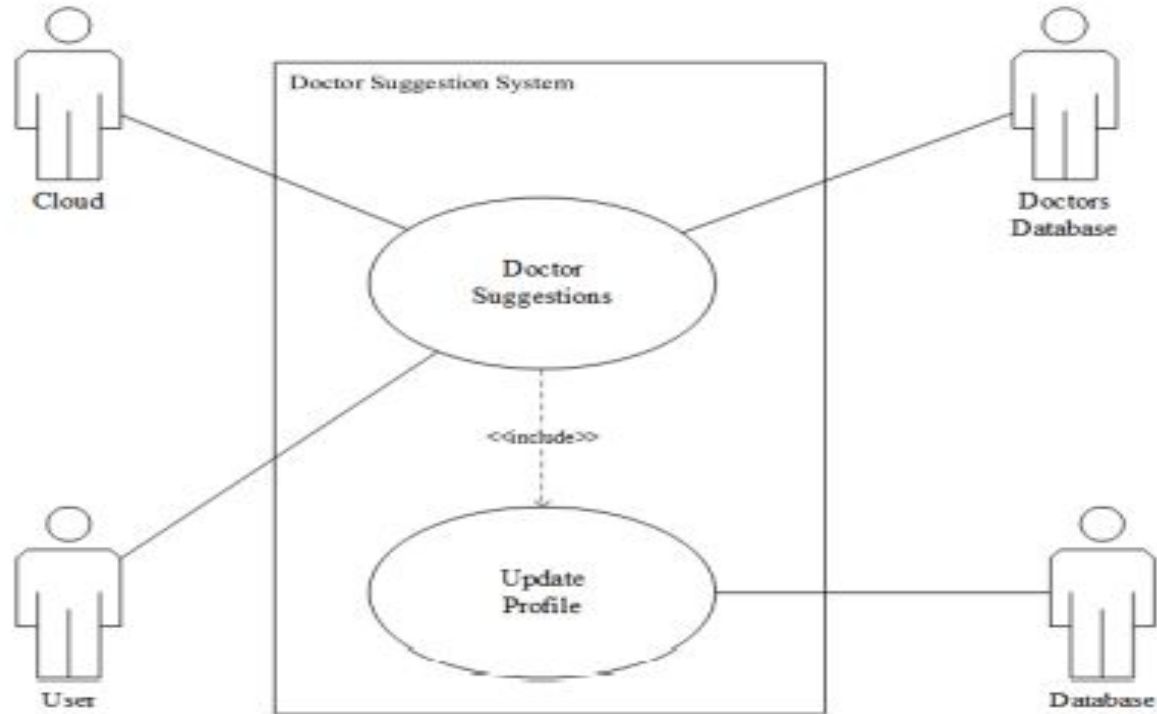 Doctor Suggestion System
Cloud
Doctors
Database
Doctor
Suggestions
<<include>>
Update
Profile
User
Database